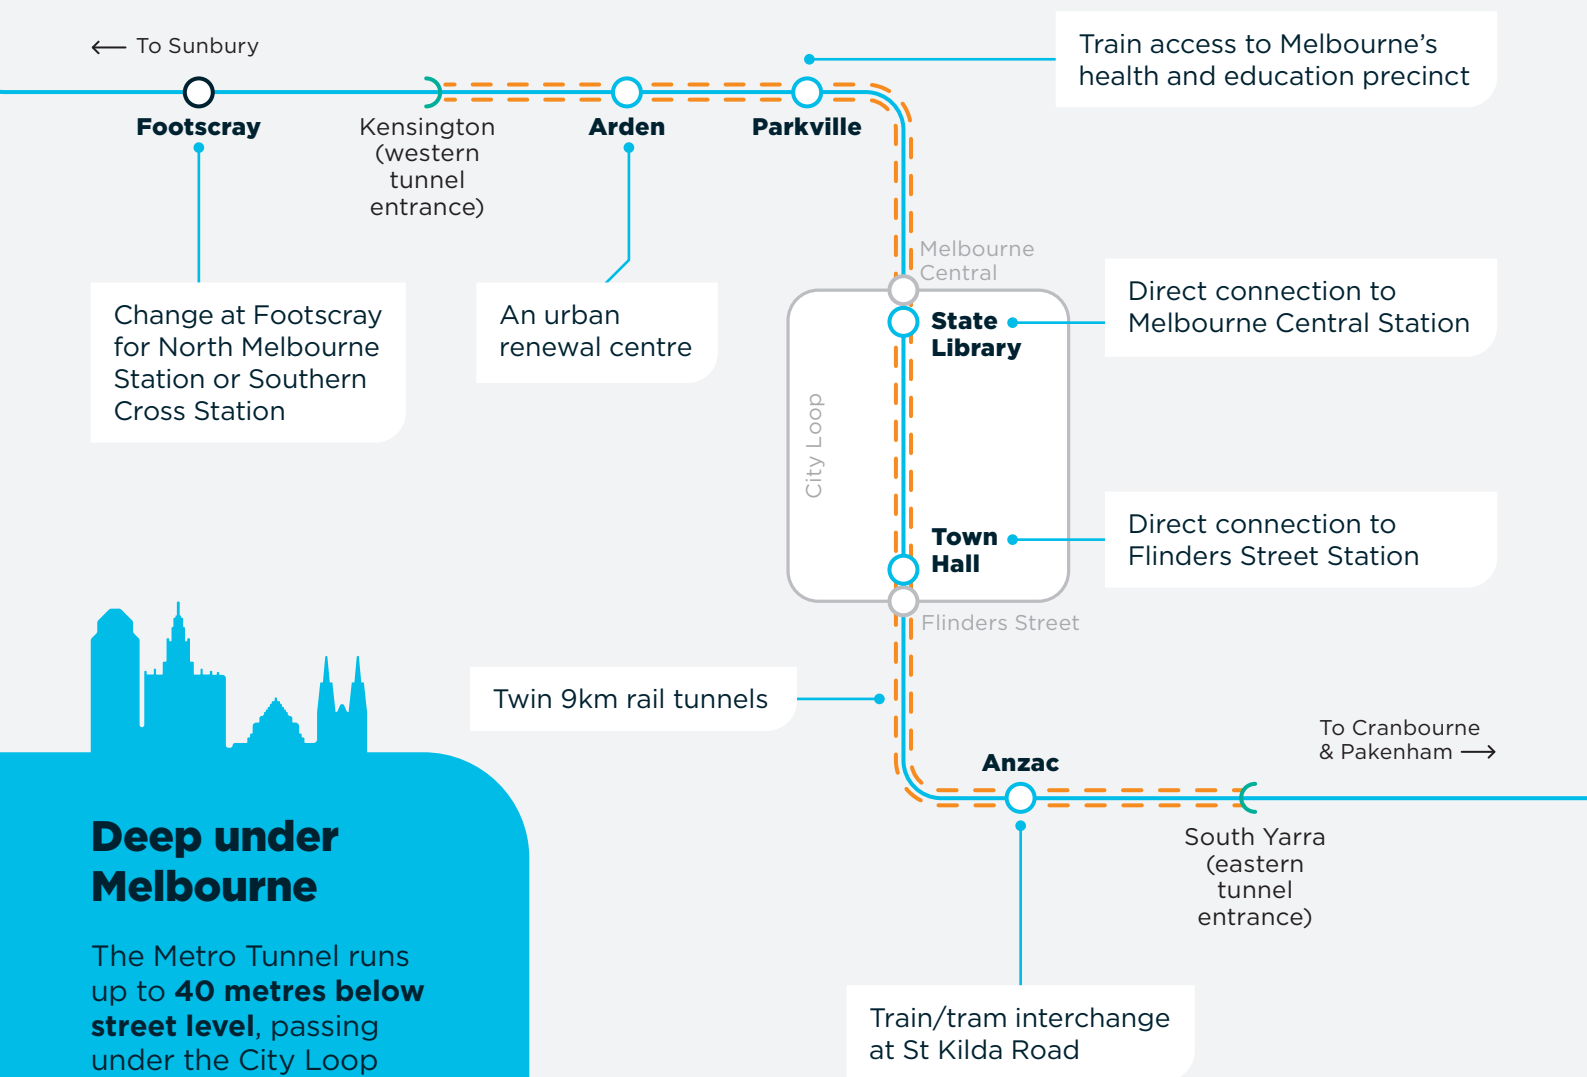 To Sunbury
Train access to Melbourne's
health and education precinct
Footscray
Kensington
(western
tunnel
entrance)
Arden
Parkville
Melbourne
Central
Change at Footscray
for North Melbourne
Station or Southern
Cross Station
An urban
renewal centre
State
Library
Direct connection to
Melbourne Central Station
City Loop
Town
Hall
Direct connection to
Flinders Street Station
Flinders Street
Twin 9km rail tunnels
To Cranbourne
& Pakenham
Anzac
South Yarra
(eastern
tunnel
entrance)
Deep under
Melbourne
The Metro Tunnel runs
up to 40 metres below
street level, passing
under the City Loop
Train/tram interchange
at St Kilda Road